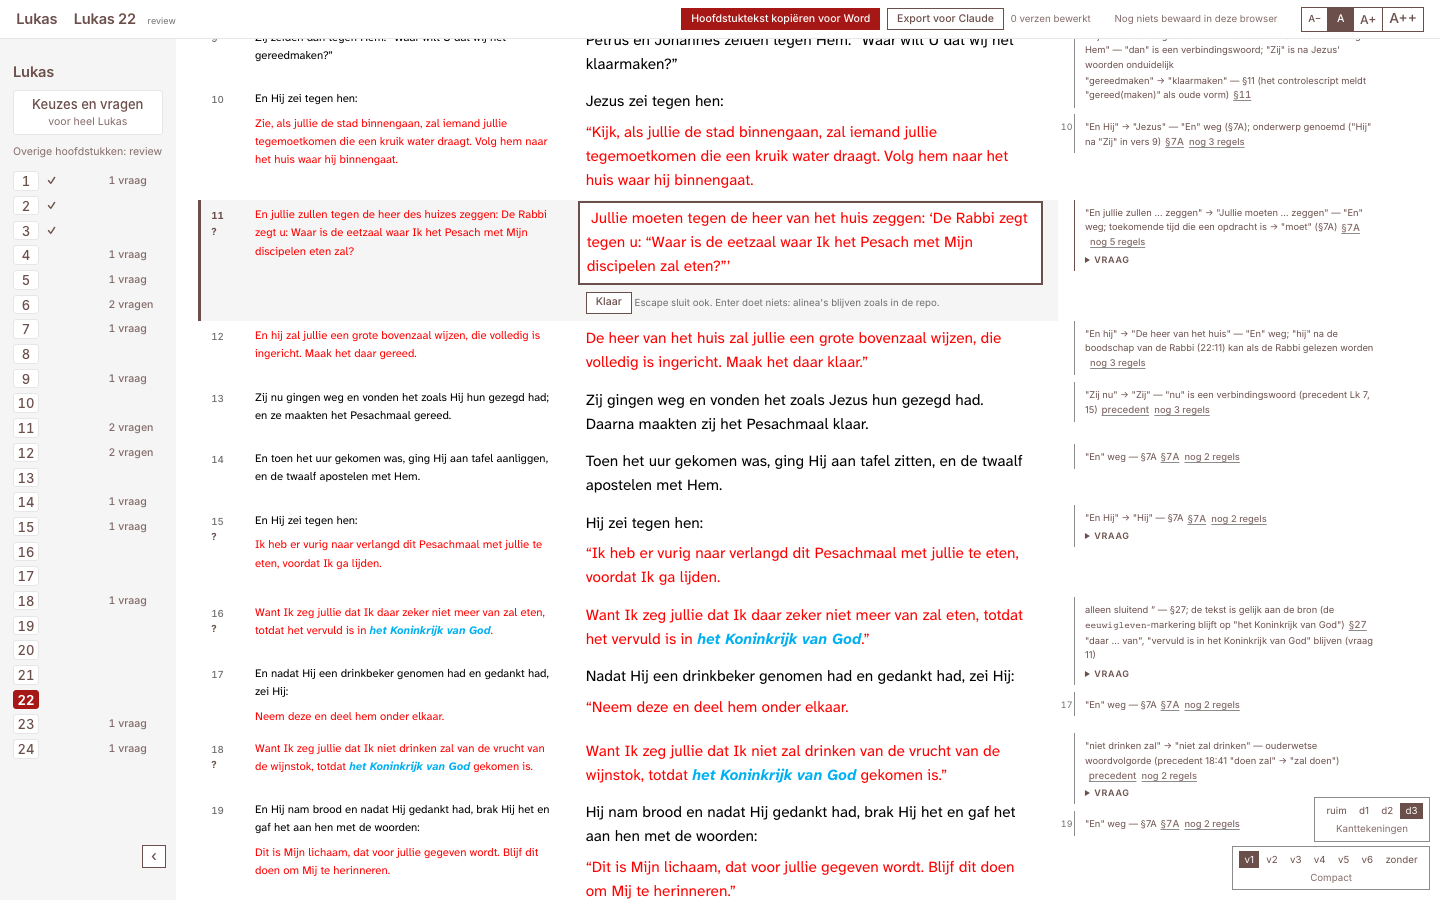 Lukas Lukas 22 review
Hoofdstuktekst kopiëren voor Word Export voor Claude 0 verzen bewerkt Nog niets bewaard in deze browser A− A A+ A++
Lukas
Keuzes en vragen
voor heel Lukas
Overige hoofdstukken: review
1 ✓ 1 vraag
2 ✓
3 ✓
4 1 vraag
5 1 vraag
6 2 vragen
7 1 vraag
8
9 1 vraag
10
11 2 vragen
12 2 vragen
13
14 1 vraag
15 1 vraag
16
17
18 1 vraag
19
20
21
22
23 1 vraag
24 1 vraag
‹
gereedmaken?”
Petrus en Johannes zeiden tegen Hem: “Waar wilt U dat wij het
klaarmaken?”
Hem” — "dan" is een verbindingswoord; "Zij" is na Jezus'
woorden onduidelijk
"gereedmaken" → "klaarmaken" — §11 (het controlescript meldt
"gereed(maken)" als oude vorm) §11
10
En Hij zei tegen hen:
Zie, als jullie de stad binnengaan, zal iemand jullie
tegemoetkomen die een kruik water draagt. Volg hem naar
het huis waar hij binnengaat.
Jezus zei tegen hen:
“Kijk, als jullie de stad binnengaan, zal iemand jullie
tegemoetkomen die een kruik water draagt. Volg hem naar het
huis waar hij binnengaat.
10 "En Hij" → "Jezus" — "En" weg (§7A); onderwerp genoemd ("Hij"
na "Zij" in vers 9) §7A nog 3 regels
11
?
En jullie zullen tegen de heer des huizes zeggen: De Rabbi
zegt u: Waar is de eetzaal waar Ik het Pesach met Mijn
discipelen eten zal?
Jullie moeten tegen de heer van het huis zeggen: ‘De Rabbi zegt
tegen u: “Waar is de eetzaal waar Ik het Pesach met Mijn
discipelen zal eten?”’
Klaar Escape sluit ook. Enter doet niets: alinea's blijven zoals in de repo.
"En jullie zullen ... zeggen" → "Jullie moeten ... zeggen" — "En"
weg; toekomende tijd die een opdracht is → "moet" (§7A) §7A
nog 5 regels
▶ VRAAG
12
En hij zal jullie een grote bovenzaal wijzen, die volledig is
ingericht. Maak het daar gereed.
De heer van het huis zal jullie een grote bovenzaal wijzen, die
volledig is ingericht. Maak het daar klaar.”
"En hij" → "De heer van het huis" — "En" weg; "hij" na de
boodschap van de Rabbi (22:11) kan als de Rabbi gelezen worden
nog 3 regels
13
Zij nu gingen weg en vonden het zoals Hij hun gezegd had;
en ze maakten het Pesachmaal gereed.
Zij gingen weg en vonden het zoals Jezus hun gezegd had.
Daarna maakten zij het Pesachmaal klaar.
"Zij nu" → "Zij" — "nu" is een verbindingswoord (precedent Lk 7,
15) precedent nog 3 regels
14
En toen het uur gekomen was, ging Hij aan tafel aanliggen,
en de twaalf apostelen met Hem.
Toen het uur gekomen was, ging Hij aan tafel zitten, en de twaalf
apostelen met Hem.
"En" weg — §7A §7A nog 2 regels
15
?
En Hij zei tegen hen:
Ik heb er vurig naar verlangd dit Pesachmaal met jullie te
eten, voordat Ik ga lijden.
Hij zei tegen hen:
“Ik heb er vurig naar verlangd dit Pesachmaal met jullie te eten,
voordat Ik ga lijden.
"En Hij" → "Hij" — §7A §7A nog 2 regels
▶ VRAAG
16
?
Want Ik zeg jullie dat Ik daar zeker niet meer van zal eten,
totdat het vervuld is in het Koninkrijk van God.
Want Ik zeg jullie dat Ik daar zeker niet meer van zal eten, totdat
het vervuld is in het Koninkrijk van God.”
alleen sluitend ” — §27; de tekst is gelijk aan de bron (de
eeuwigleven-markering blijft op "het Koninkrijk van God") §27
"daar ... van", "vervuld is in het Koninkrijk van God" blijven (vraag
11)
▶ VRAAG
17
En nadat Hij een drinkbeker genomen had en gedankt had,
zei Hij:
Neem deze en deel hem onder elkaar.
Nadat Hij een drinkbeker genomen had en gedankt had, zei Hij:
“Neem deze en deel hem onder elkaar.
17 "En" weg — §7A §7A nog 2 regels
18
?
Want Ik zeg jullie dat Ik niet drinken zal van de vrucht van
de wijnstok, totdat het Koninkrijk van God gekomen is.
Want Ik zeg jullie dat Ik niet zal drinken van de vrucht van de
wijnstok, totdat het Koninkrijk van God gekomen is.”
"niet drinken zal" → "niet zal drinken" — ouderwetse
woordvolgorde (precedent 18:41 "doen zal" → "zal doen")
precedent nog 2 regels
▶ VRAAG
19
En Hij nam brood en nadat Hij gedankt had, brak Hij het en
gaf het aan hen met de woorden:
Dit is Mijn lichaam, dat voor jullie gegeven wordt. Blijf dit
doen om Mij te herinneren.
Hij nam brood en nadat Hij gedankt had, brak Hij het en gaf het
aan hen met de woorden:
“Dit is Mijn lichaam, dat voor jullie gegeven wordt. Blijf dit doen
om Mij te herinneren.”
19 "En" weg — §7A §7A nog 2 regels
ruim d1 d2 d3
Kanttekeningen
v1 v2 v3 v4 v5 v6 zonder
Compact